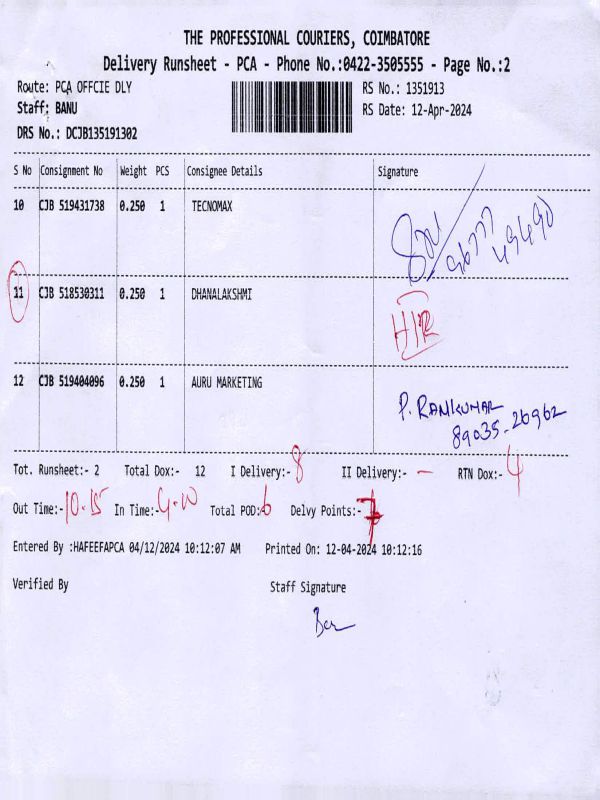 THE PROFESSIONAL COURIERS, COIMBATORE
Delivery Runsheet - PCA - Phone No.:0422-3505555 - Page No.:2
Route: PCA OFFCIE DLY RS No.: 1351913
Staff: BANU RS Date: 12-Apr-2024
DRS No.: DCJB135191302
S No Consignment No Weight PCS Consignee Details Signature
10 CJB 519431738 0.250 1 TECNOMAX
96777
49490
11 CJB 518530311 0.250 1 DHANALAKSHMI
12 CJB 519404096 0.250 1 AURU MARKETING
P. RAMKUMAR
89035-26962
Tot. Runsheet:- 2 Total Dox:- 12 I Delivery:- 8 II Delivery:- - RTN Dox:- 4
Out Time:- 10.15 In Time:- Total POD: 6 Delvy Points:- 7
Entered By :HAFEEFAPCA 04/12/2024 10:12:07 AM Printed On: 12-04-2024 10:12:16
Verified By Staff Signature